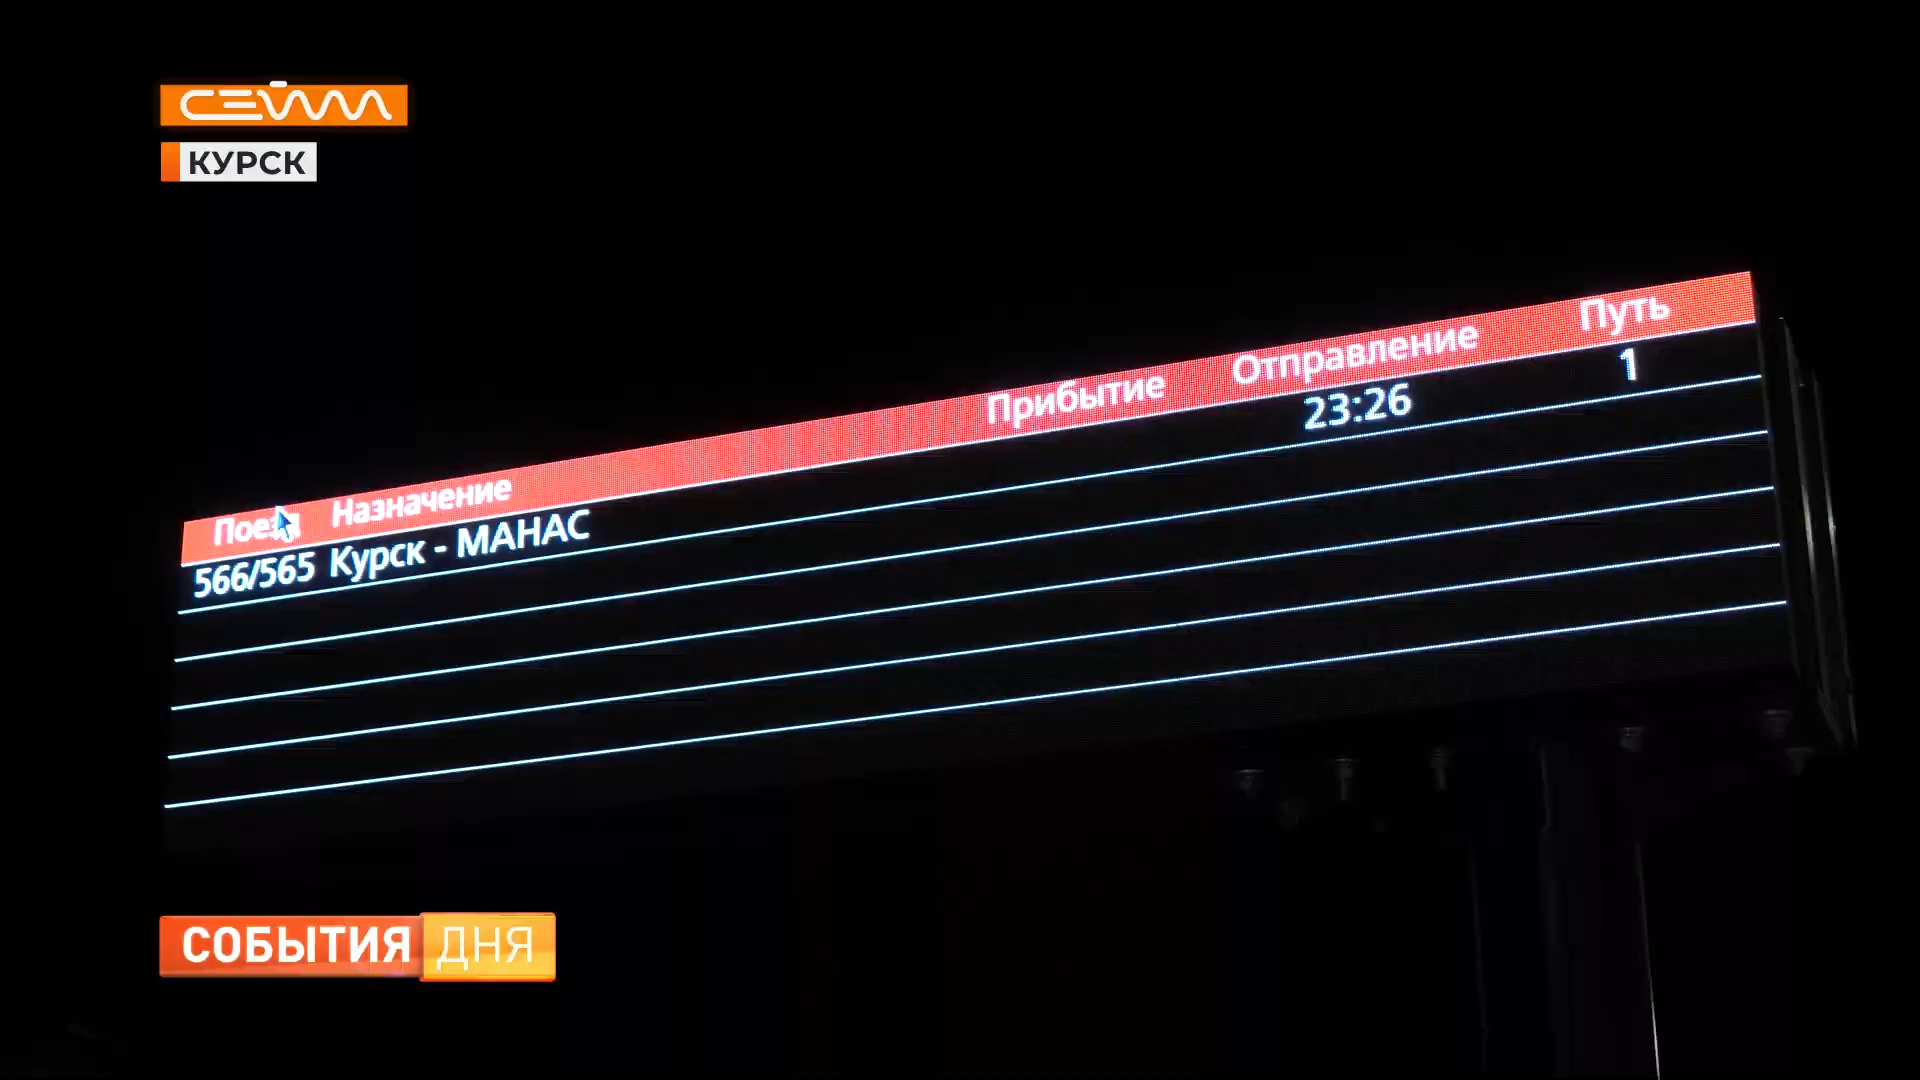 СЕЙМ
КУРСК
Поезд Назначение Прибытие Отправление Путь
566/565 Курск - МАНАС 23:26 1
СОБЫТИЯ ДНЯ